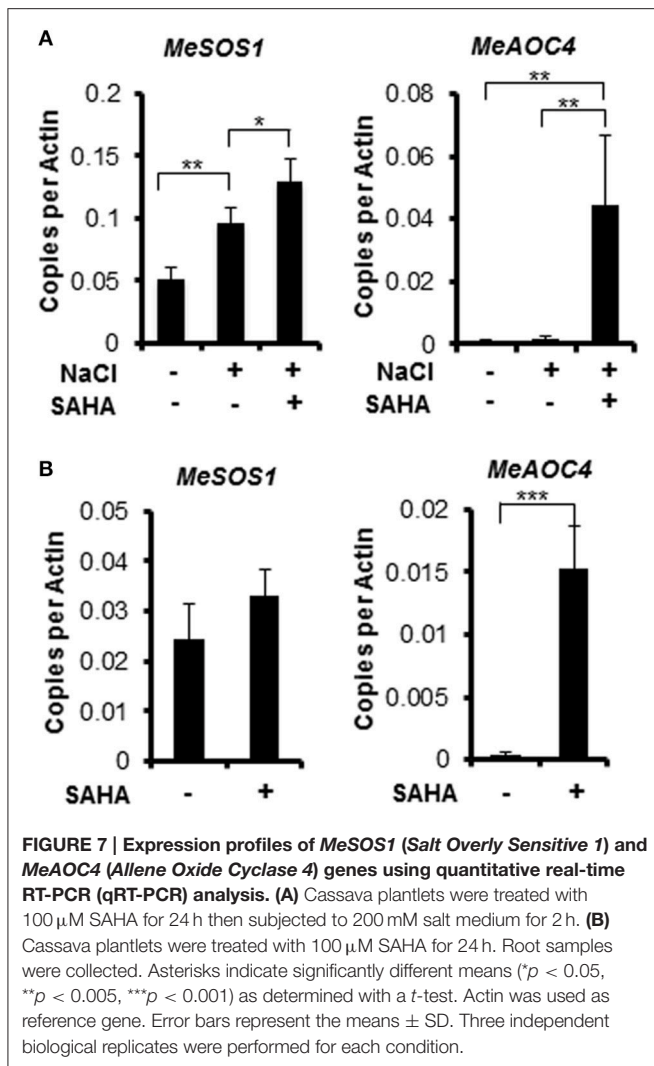 A
MeSOS1
MeAOC4
**
**
*
**
Coples per Actin
0.2
0.15
0.1
0.05
0
Copies per Actin
0.08
0.06
0.04
0.02
0
NaCl - + +
SAHA - - +
NaCl - + +
SAHA - - +
B
MeSOS1
MeAOC4
***
Coples per Actin
0.05
0.04
0.03
0.02
0.01
0
Copies per Actin
0.02
0.015
0.01
0.005
0
SAHA - +
SAHA - +
FIGURE 7 | Expression profiles of MeSOS1 (Salt Overly Sensitive 1) and
MeAOC4 (Allene Oxide Cyclase 4) genes using quantitative real-time
RT-PCR (qRT-PCR) analysis. (A) Cassava plantlets were treated with
100 µM SAHA for 24 h then subjected to 200 mM salt medium for 2 h. (B)
Cassava plantlets were treated with 100 µM SAHA for 24 h. Root samples
were collected. Asterisks indicate significantly different means (*p < 0.05,
**p < 0.005, ***p < 0.001) as determined with a t-test. Actin was used as
reference gene. Error bars represent the means ± SD. Three independent
biological replicates were performed for each condition.